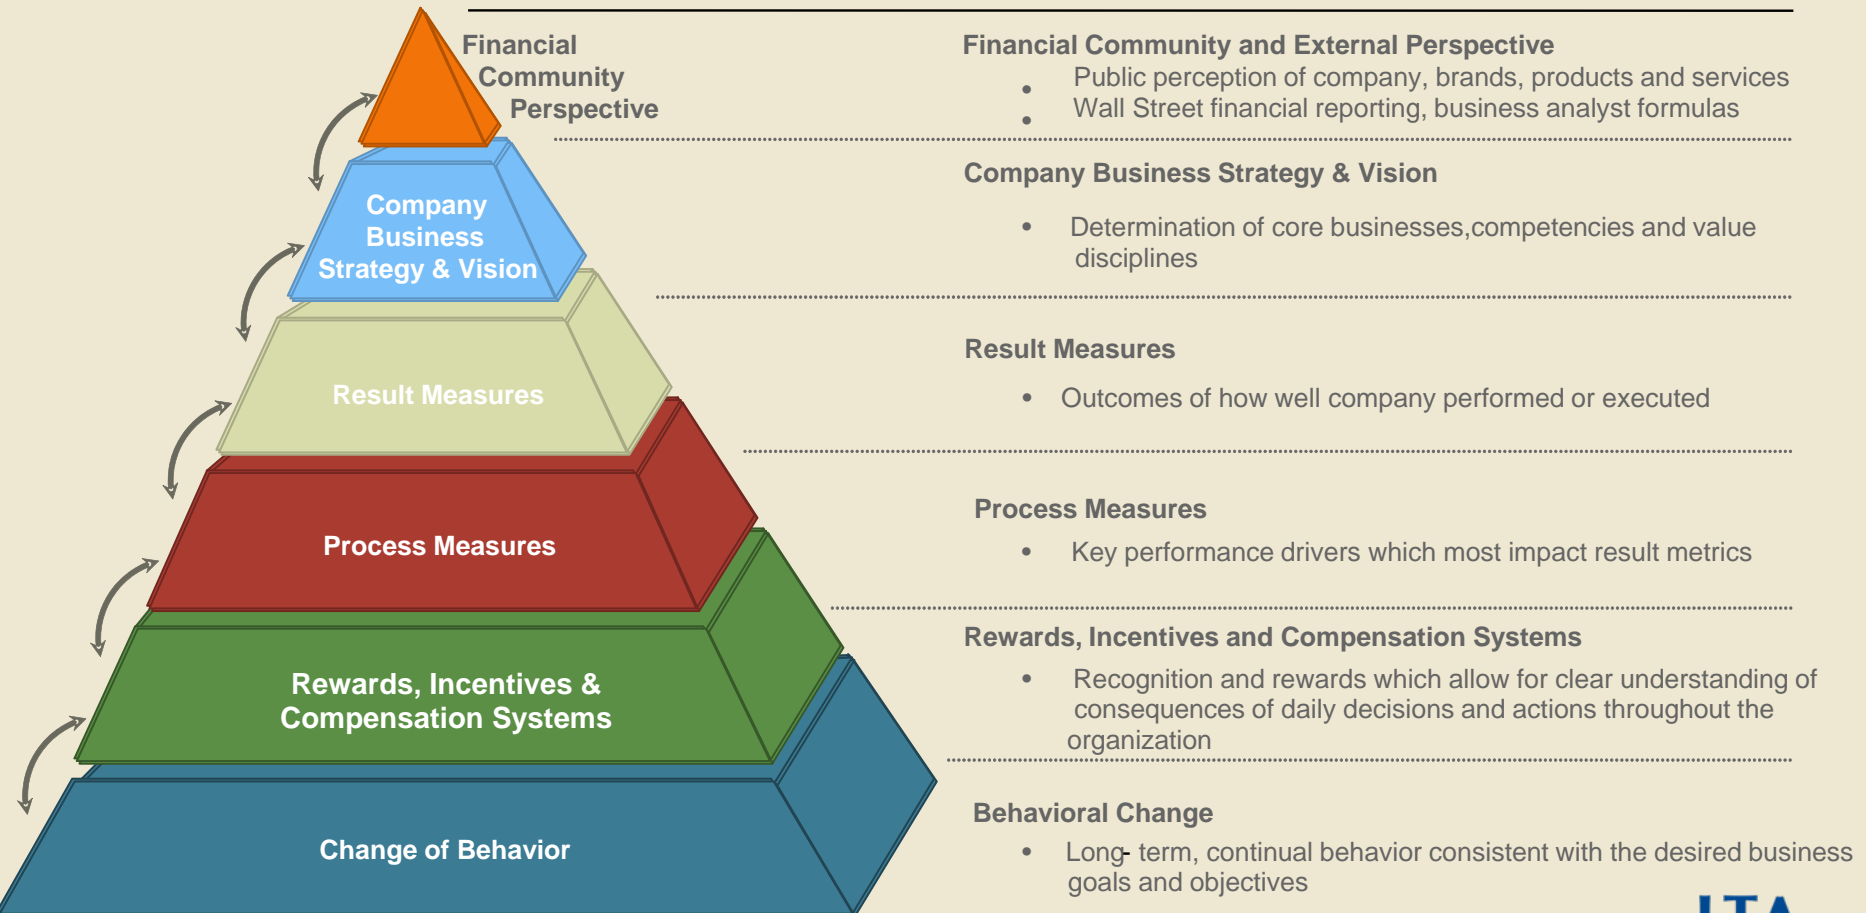 Financial
Community
Perspective
Company
Business
Strategy & Vision
Result Measures
Process Measures
Rewards, Incentives &
Compensation Systems
Change of Behavior
Financial Community and External Perspective
• Public perception of company, brands, products and services
• Wall Street financial reporting, business analyst formulas
Company Business Strategy & Vision
• Determination of core businesses,competencies and value
disciplines
Result Measures
• Outcomes of how well company performed or executed
Process Measures
• Key performance drivers which most impact result metrics
Rewards, Incentives and Compensation Systems
• Recognition and rewards which allow for clear understanding of
consequences of daily decisions and actions throughout the
organization
Behavioral Change
• Long- term, continual behavior consistent with the desired business
goals and objectives